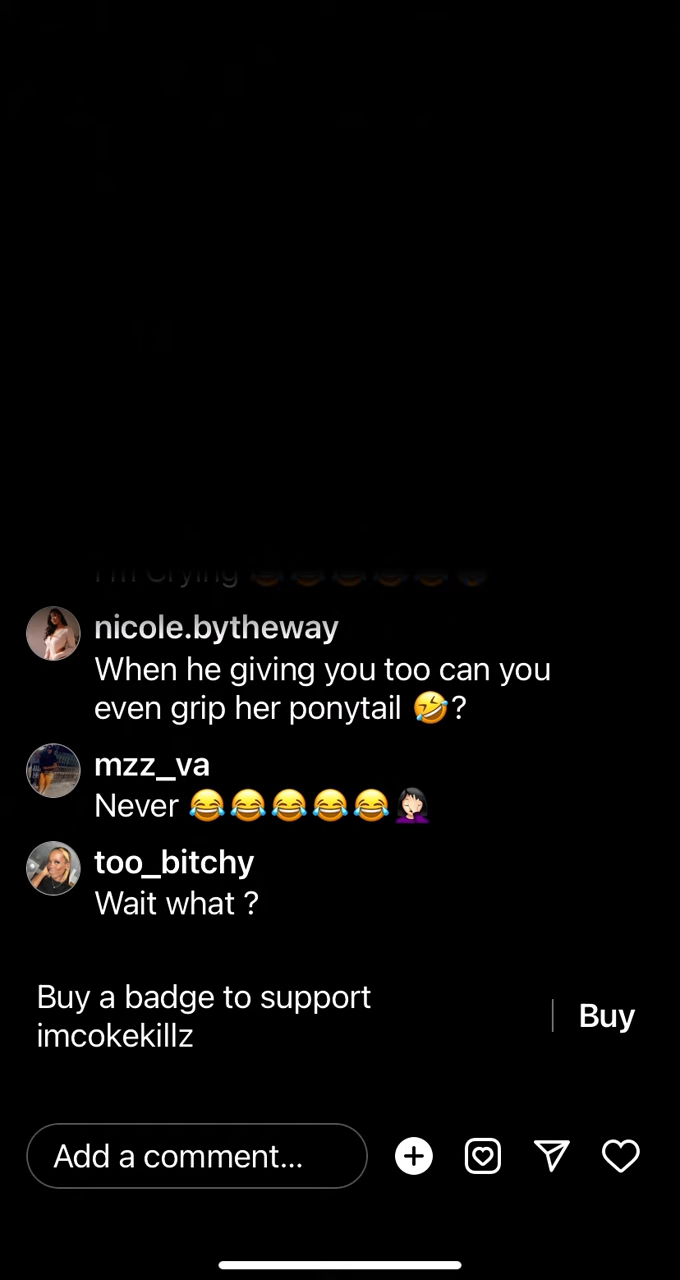 I'm Crying 😂😂😂😂😂
nicole.bytheway
When he giving you too can you
even grip her ponytail 🤣?
mzz_va
Never 😂😂😂😂😂🤦🏻‍♀️
too_bitchy
Wait what ?
Buy a badge to support
imcokekillz
Buy
Add a comment...